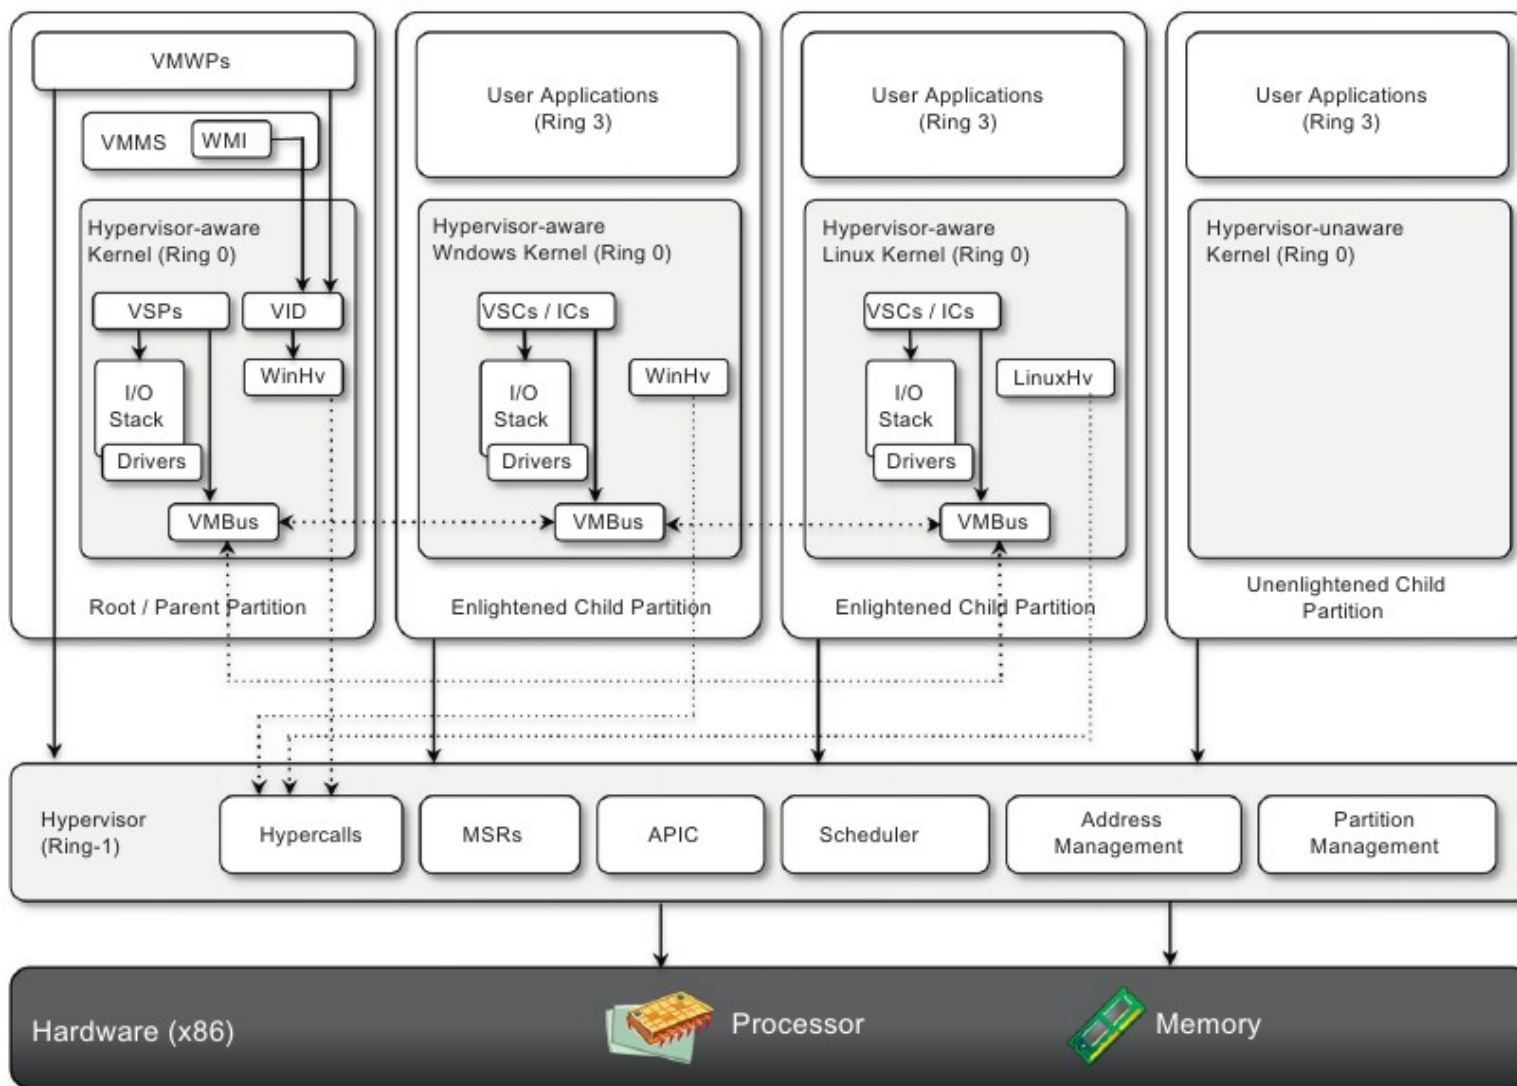 VMWPs
VMMS
WMI
Hypervisor-aware
Kernel (Ring 0)
VSPs
VID
WinHv
I/O
Stack
Drivers
VMBus
Root / Parent Partition
User Applications
(Ring 3)
Hypervisor-aware
Wndows Kernel (Ring 0)
VSCs / ICs
WinHv
I/O
Stack
Drivers
VMBus
Enlightened Child Partition
User Applications
(Ring 3)
Hypervisor-aware
Linux Kernel (Ring 0)
VSCs / ICs
LinuxHv
I/O
Stack
Drivers
VMBus
Enlightened Child Partition
User Applications
(Ring 3)
Hypervisor-unaware
Kernel (Ring 0)
Unenlightened Child
Partition
Hypervisor
(Ring-1)
Hypercalls
MSRs
APIC
Scheduler
Address
Management
Partition
Management
Hardware (x86)
Processor
Memory